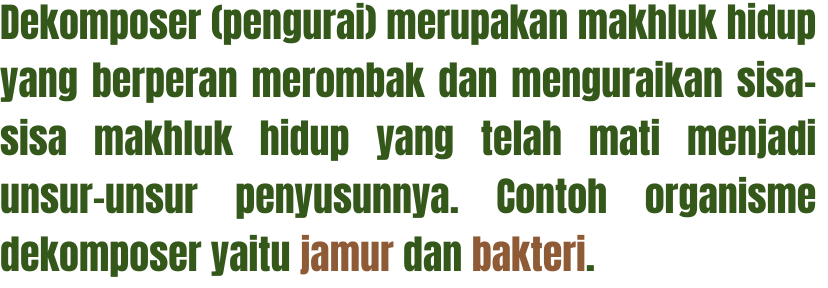 Dekomposer (pengurai) merupakan makhluk hidup
yang berperan merombak dan menguraikan sisa-
sisa makhluk hidup yang telah mati menjadi
unsur-unsur penyusunnya. Contoh organisme
dekomposer yaitu jamur dan bakteri.